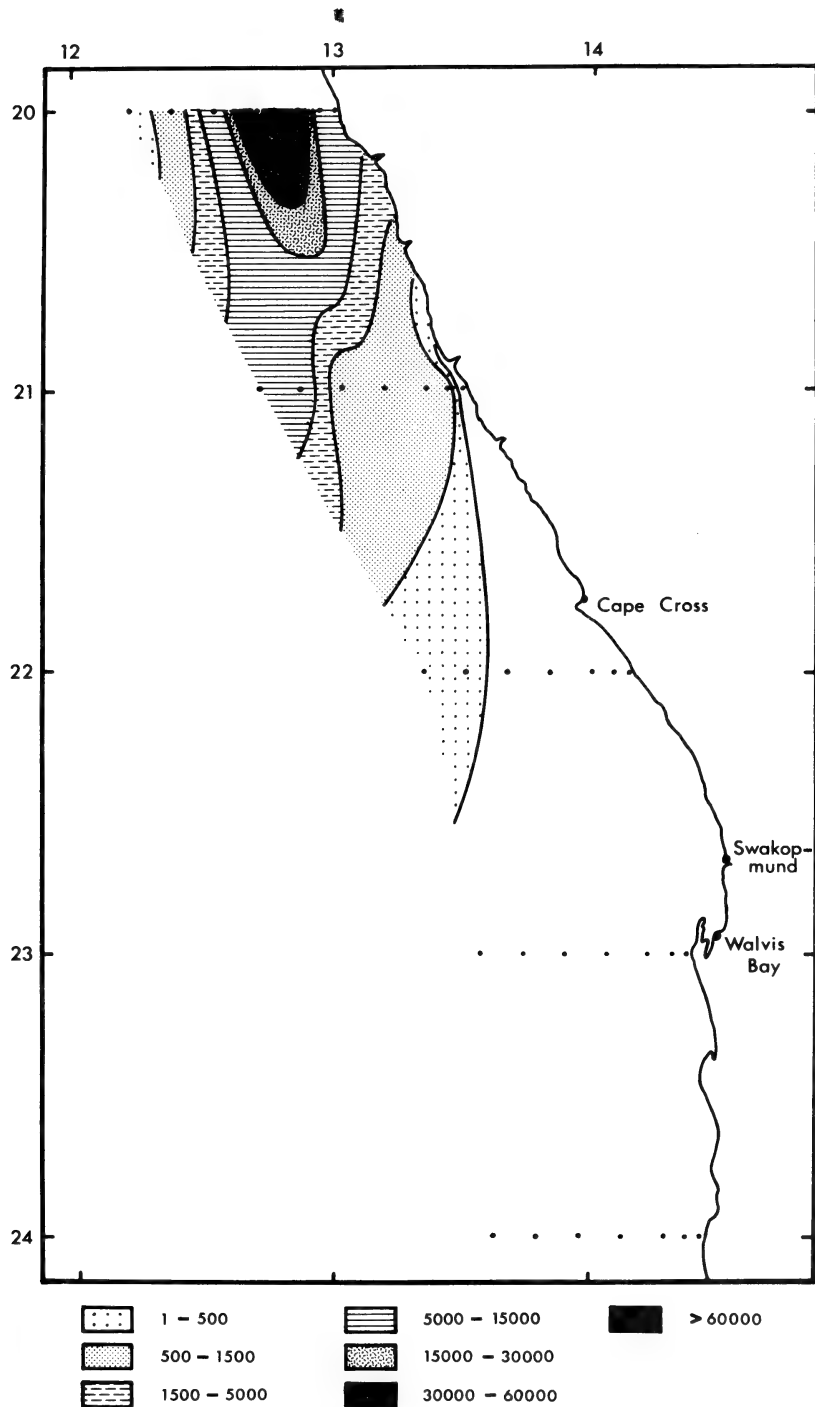 12 13 14
20
21
Cape Cross
22
Swakop-
mund
23
Walvis
Bay
24
1 – 500 5000 – 15000 > 60000
500 – 1500 15000 – 30000
1500 – 5000 30000 – 60000